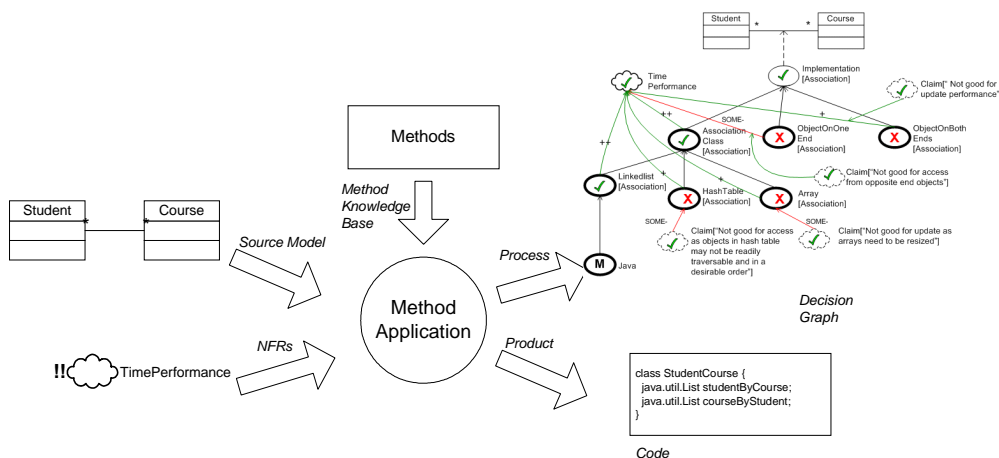 Student
Course
*
*
Implementation
[Association]
Time
Performance
Claim[“ Not good for
update performance”
SOME-
+
++
Association
Class
[Association]
X
ObjectOnOne
End
[Association]
X
ObjectOnBoth
Ends
[Association]
++
Linkedlist
[Association]
+
X
HashTable
[Association]
+
X
Array
[Association]
Claim["Not good for access
from opposite end objects"]
SOME-
SOME-
Claim["Not good for access
as objects in hash table
may not be readily
traversable and in a
desirable order"]
Claim["Not good for update as
arrays need to be resized"]
M
Java
Decision
Graph
Methods
Method
Knowledge
Base
Student
Course
*
*
Source Model
Process
Method
Application
NFRs
!!
TimePerformance
Product
class StudentCourse {
java.util.List studentByCourse;
java.util.List courseByStudent;
}
Code